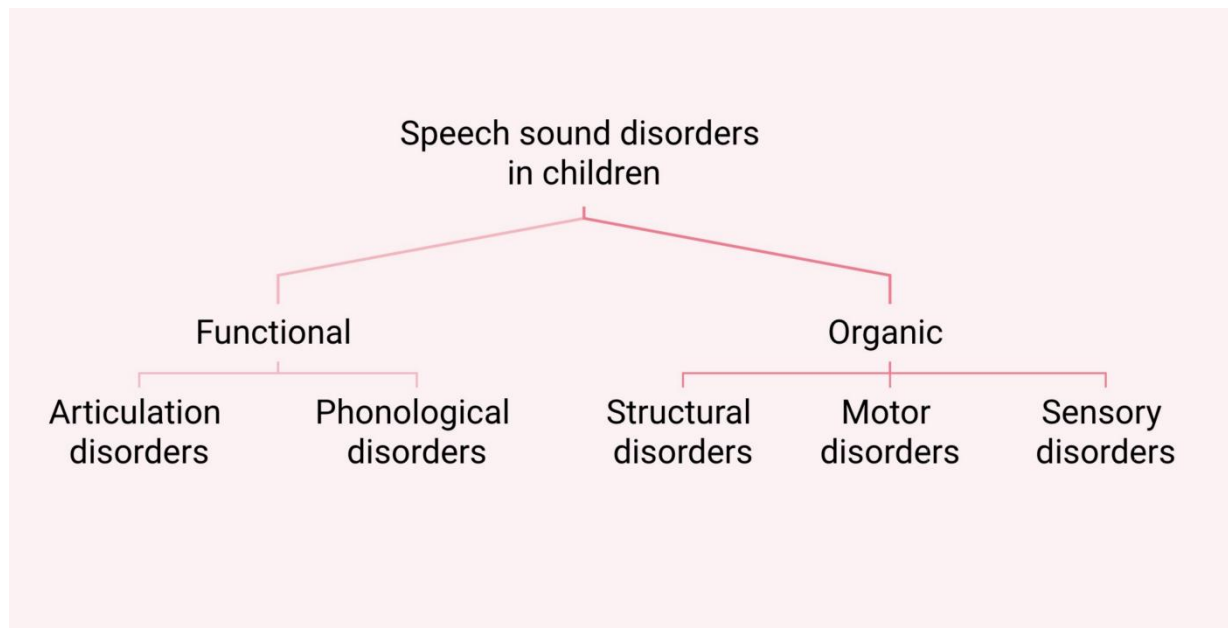 Speech sound disorders
in children
Functional
Organic
Articulation
disorders
Phonological
disorders
Structural
disorders
Motor
disorders
Sensory
disorders